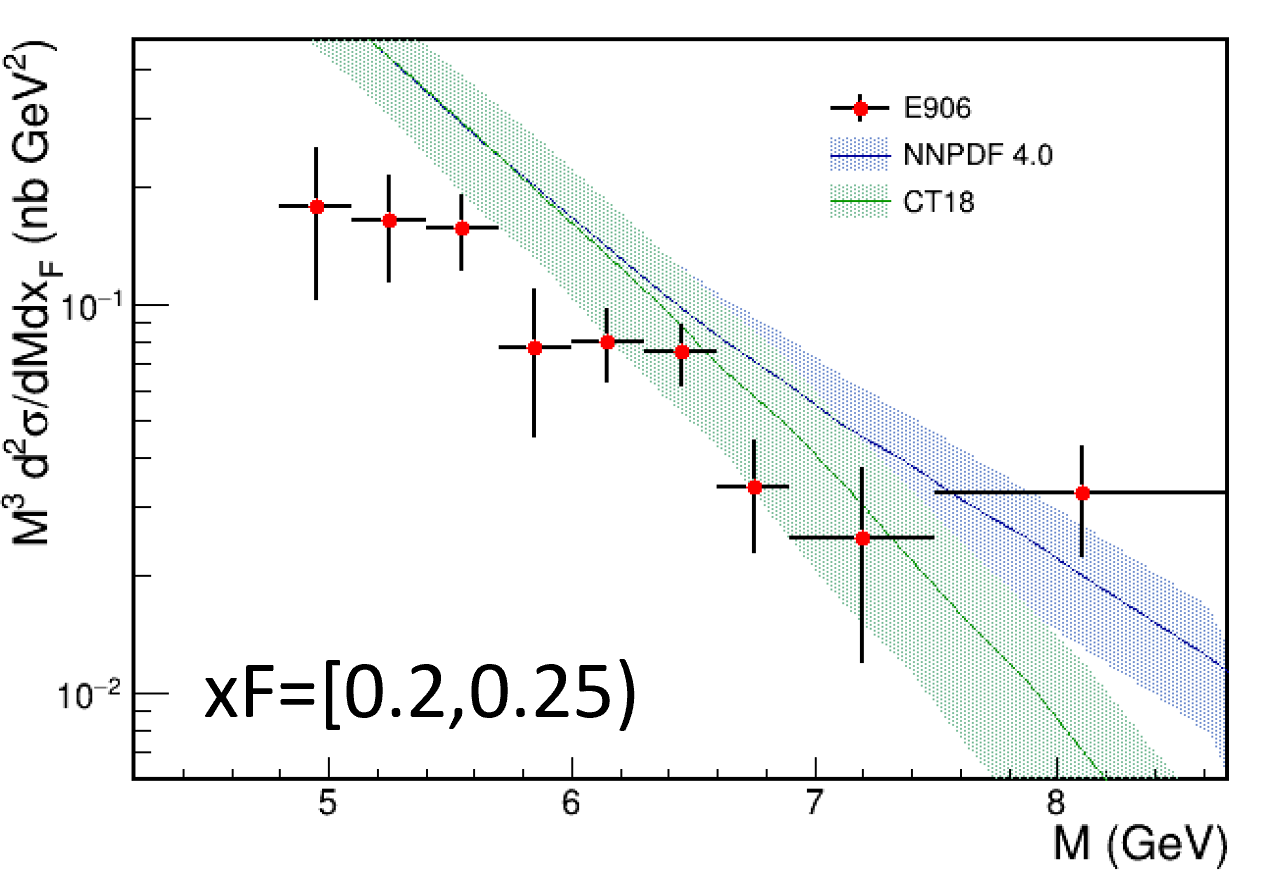 M³ d²σ/dMdx_F (nb GeV²)
E906
NNPDF 4.0
CT18
10⁻¹
10⁻²
xF=[0.2,0.25)
5 6 7 8
M (GeV)